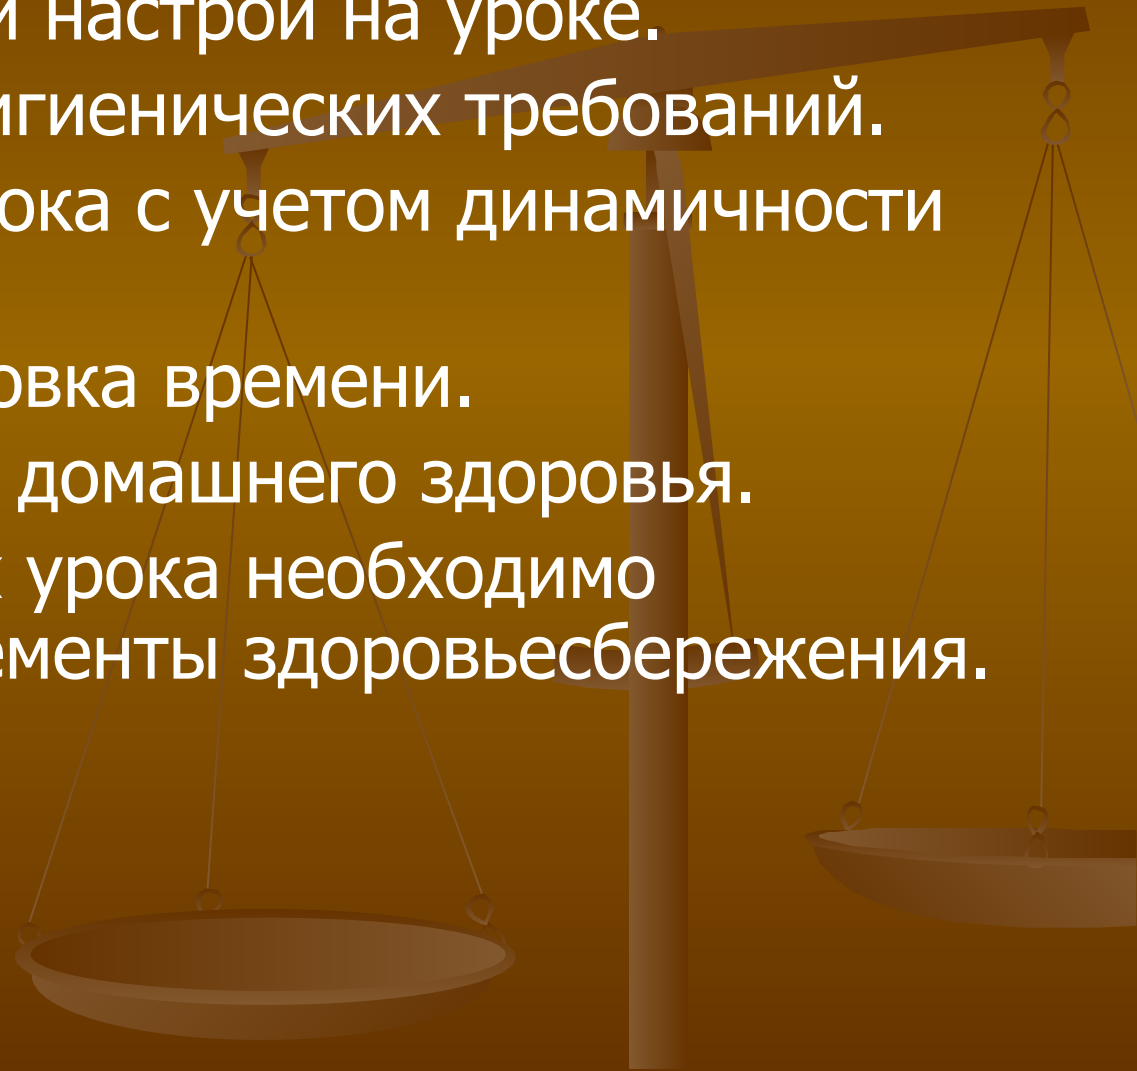 й настрой на уроке.
игиенических требований.
ока с учетом динамичности
овка времени.
домашнего здоровья.
к урока необходимо
ементы здоровьесбережения.